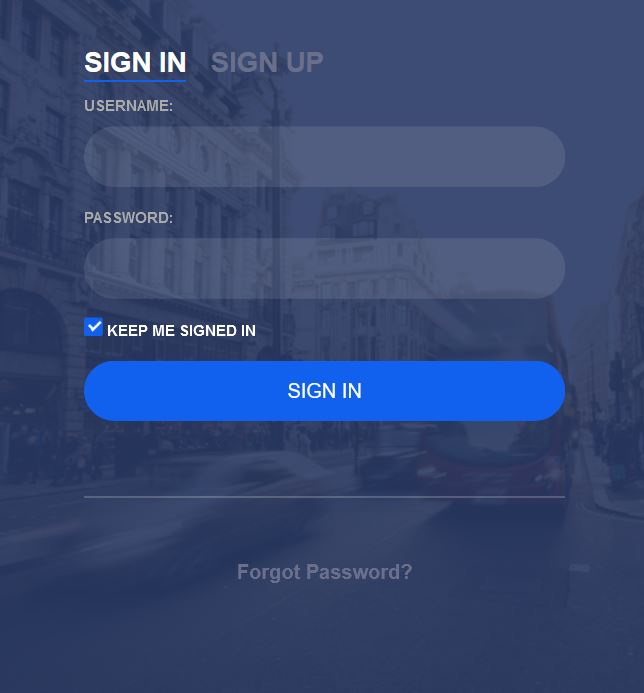 SIGN IN SIGN UP
USERNAME:
PASSWORD:
KEEP ME SIGNED IN
SIGN IN
Forgot Password?